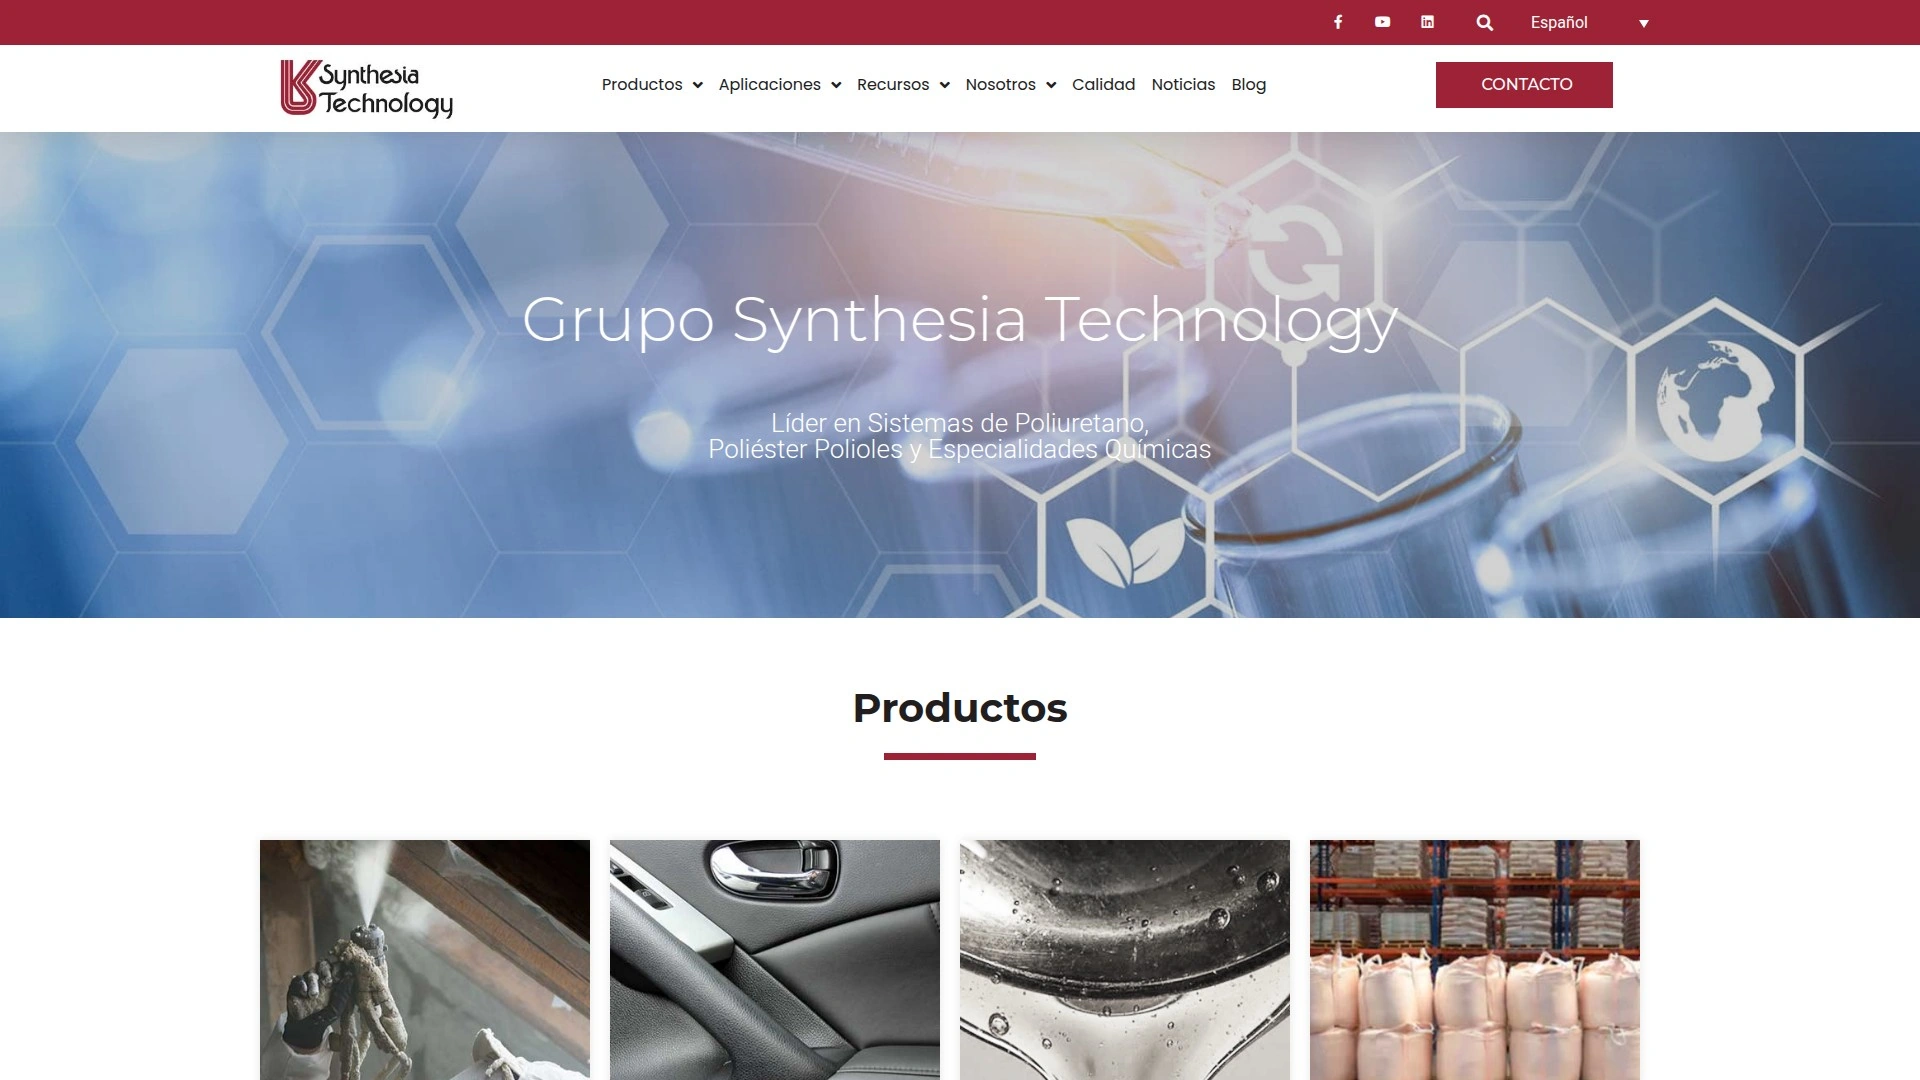 Español
Synthesia
Technology
Productos Aplicaciones Recursos Nosotros Calidad Noticias Blog
CONTACTO
Grupo Synthesia Technology
Líder en Sistemas de Poliuretano,
Poliéster Polioles y Especialidades Químicas
Productos